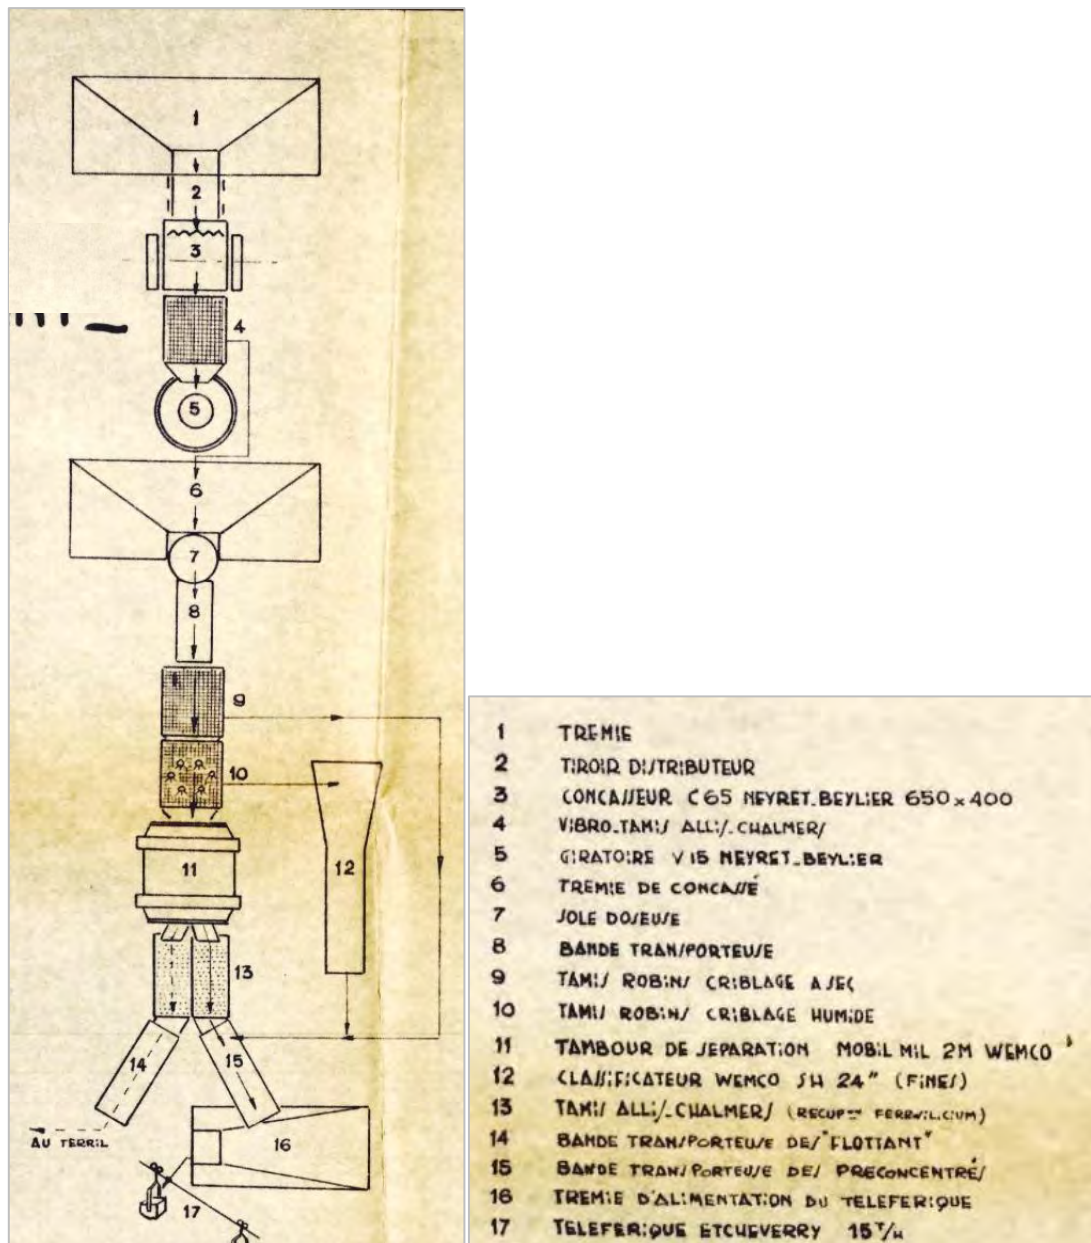 1
2
3
4
5
6
7
8
9
10
11
12
13
14
15
AU TERRIL
16
17
1 TREMIE
2 TIROIR DISTRIBUTEUR
3 CONCASSEUR C65 NEYRET-BEYLIER 650×400
4 VIBRO-TAMIS ALLIS-CHALMERS
5 GIRATOIRE V15 NEYRET-BEYLIER
6 TREMIE DE CONCASSÉ
7 SOLE DOSEUSE
8 BANDE TRANSPORTEUSE
9 TAMIS ROBINS CRIBLAGE A SEC
10 TAMIS ROBINS CRIBLAGE HUMIDE
11 TAMBOUR DE SEPARATION MOBIL MIL 2M WEMCO
12 CLASSIFICATEUR WEMCO SH 24" (FINES)
13 TAMIS ALLIS-CHALMERS (RECUPon FERROSILICIUM)
14 BANDE TRANSPORTEUSE DES "FLOTTANT"
15 BANDE TRANSPORTEUSE DES PRECONCENTRÉS
16 TREMIE D'ALIMENTATION DU TELEFERIQUE
17 TELEFERIQUE ETCHEVERRY 15 T/H